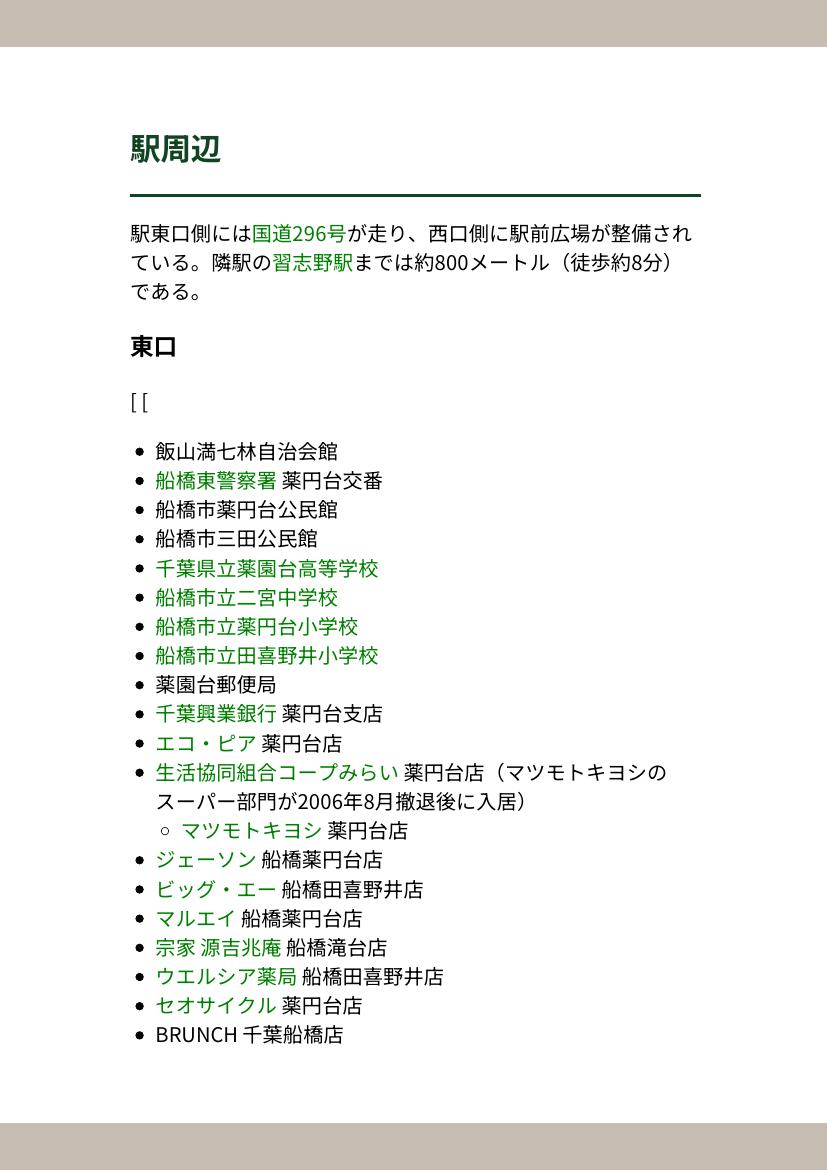 駅周辺
駅東口側には国道296号が走り、西口側に駅前広場が整備され
ている。隣駅の習志野駅までは約800メートル（徒歩約8分）
である。
東口
[ [
飯山満七林自治会館
船橋東警察署 薬円台交番
船橋市薬円台公民館
船橋市三田公民館
千葉県立薬園台高等学校
船橋市立二宮中学校
船橋市立薬円台小学校
船橋市立田喜野井小学校
薬園台郵便局
千葉興業銀行 薬円台支店
エコ・ピア 薬円台店
生活協同組合コープみらい 薬円台店（マツモトキヨシの
スーパー部門が2006年8月撤退後に入居）
マツモトキヨシ 薬円台店
ジェーソン 船橋薬円台店
ビッグ・エー 船橋田喜野井店
マルエイ 船橋薬円台店
宗家 源吉兆庵 船橋滝台店
ウエルシア薬局 船橋田喜野井店
セオサイクル 薬円台店
BRUNCH 千葉船橋店